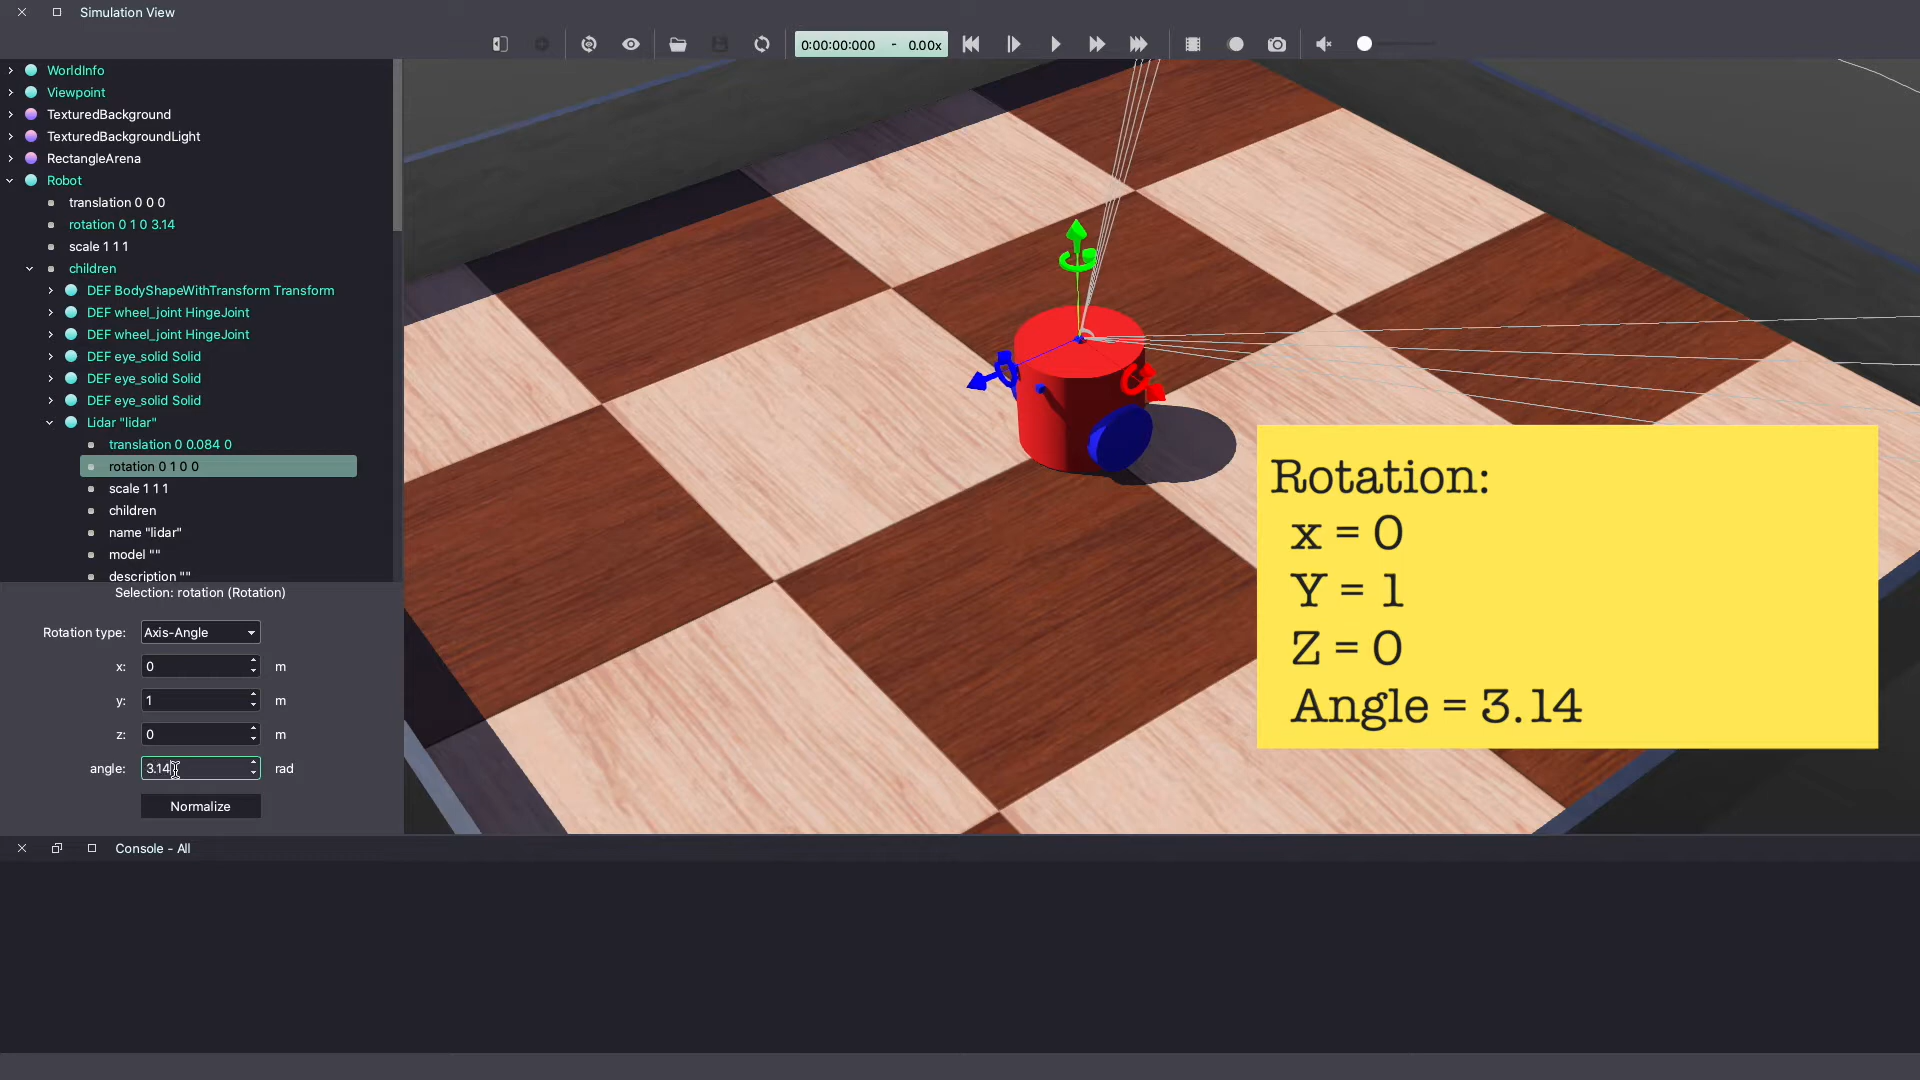 Simulation View
0:00:00:000 - 0.00x
WorldInfo
Viewpoint
TexturedBackground
TexturedBackgroundLight
RectangleArena
Robot
translation 0 0 0
rotation 0 1 0 3.14
scale 1 1 1
children
DEF BodyShapeWithTransform Transform
DEF wheel_joint HingeJoint
DEF wheel_joint HingeJoint
DEF eye_solid Solid
DEF eye_solid Solid
DEF eye_solid Solid
Lidar "lidar"
translation 0 0.084 0
rotation 0 1 0 0
scale 1 1 1
children
name "lidar"
model ""
description ""
Selection: rotation (Rotation)
Rotation type: Axis-Angle
x: 0 m
y: 1 m
z: 0 m
angle: 3.14 rad
Normalize
Rotation:
x = 0
Y = 1
Z = 0
Angle = 3.14
Console - All